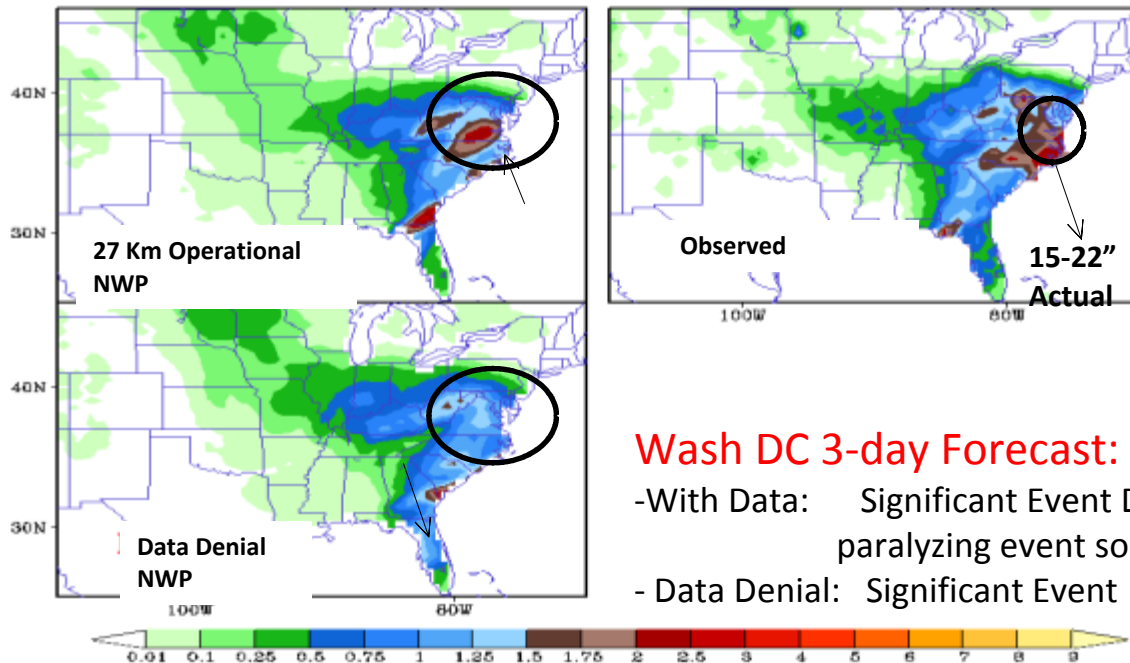 40N
30N
27 Km Operational
NWP
Observed
15-22”
Actual
100W
80W
40N
30N
Data Denial
NWP
100W
80W
Wash DC 3-day Forecast:
-With Data: Significant Event
paralyzing event
- Data Denial: Significant Event
0.01 0.1 0.25 0.5 0.75 1 1.25 1.5 1.75 2 2.5 3 4 5 6 7 8 9